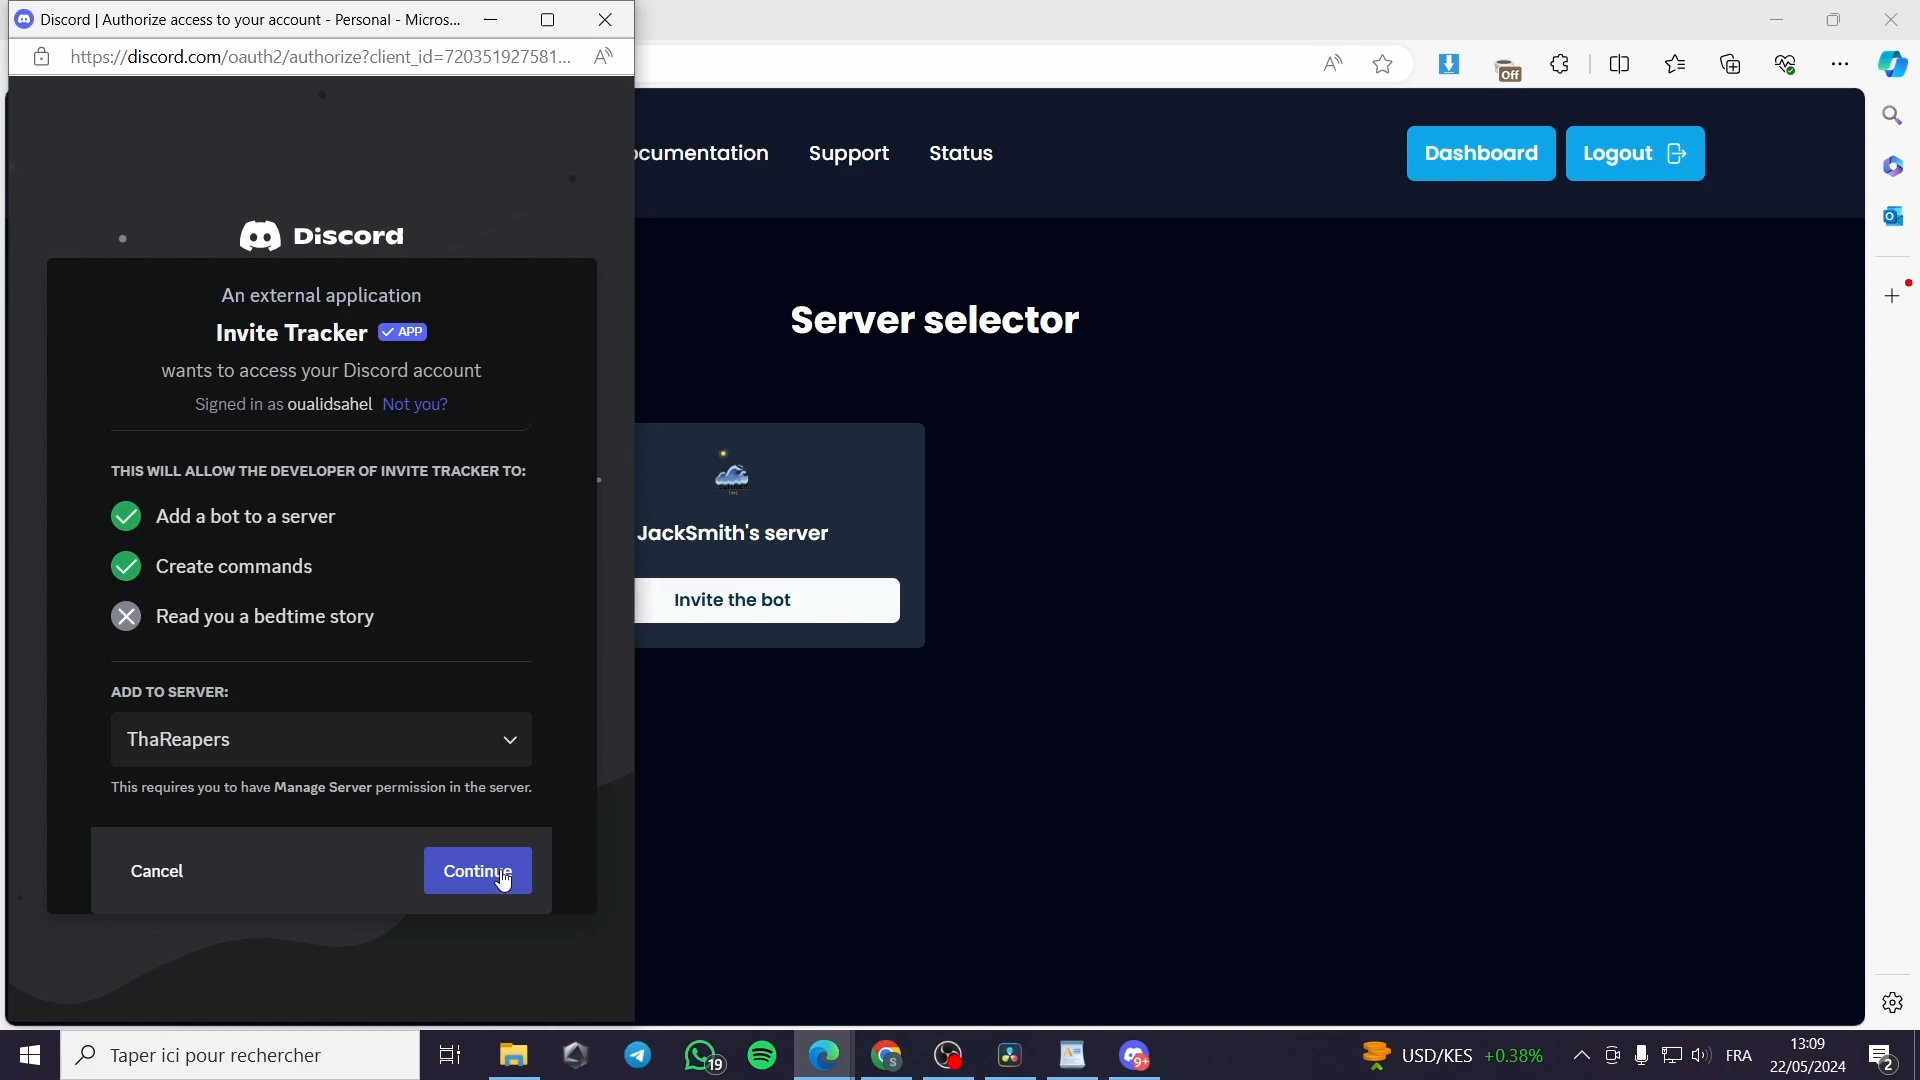 Discord | Authorize access to your account - Personal - Micros...
https://discord.com/oauth2/authorize?client_id=720351927581...
Off
ocumentation
Support
Status
Dashboard
Logout
Discord
An external application
Invite Tracker ✓ APP
wants to access your Discord account
Signed in as oualidsahel Not you?
THIS WILL ALLOW THE DEVELOPER OF INVITE TRACKER TO:
Add a bot to a server
Create commands
Read you a bedtime story
ADD TO SERVER:
ThaReapers
This requires you to have Manage Server permission in the server.
Cancel
Continue
Server selector
JackSmith's server
Invite the bot
Taper ici pour rechercher
19
S
9+
USD/KES +0.38%
FRA
13:09
22/05/2024
2